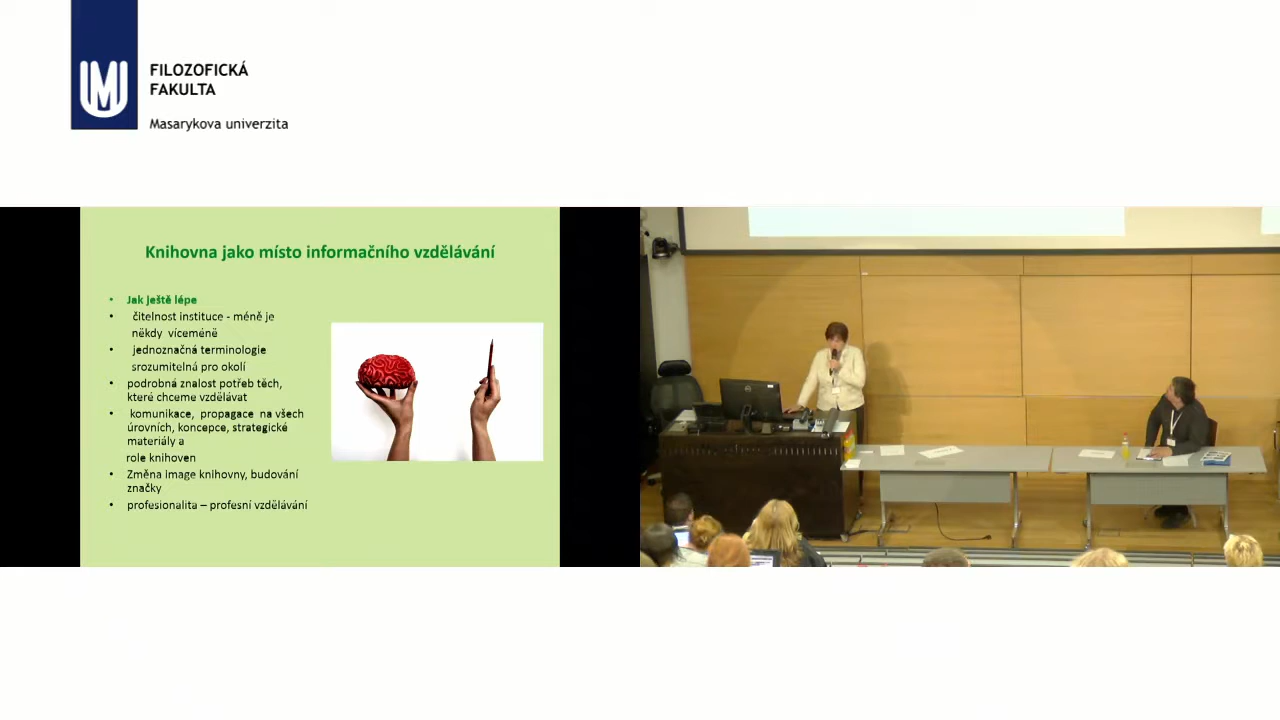 FILOZOFICKÁ
FAKULTA
Masarykova univerzita
Knihovna jako místo informačního vzdělávání
• Jak ještě lépe
• čitelnost instituce - méně je
někdy víceméně
• jednoznačná terminologie
srozumitelná pro okolí
• podrobná znalost potřeb těch,
které chceme vzdělávat
• komunikace, propagace na všech
úrovních, koncepce, strategické
materiály a
role knihoven
• Změna image knihovny, budování
značky
• profesionalita – profesní vzdělávání